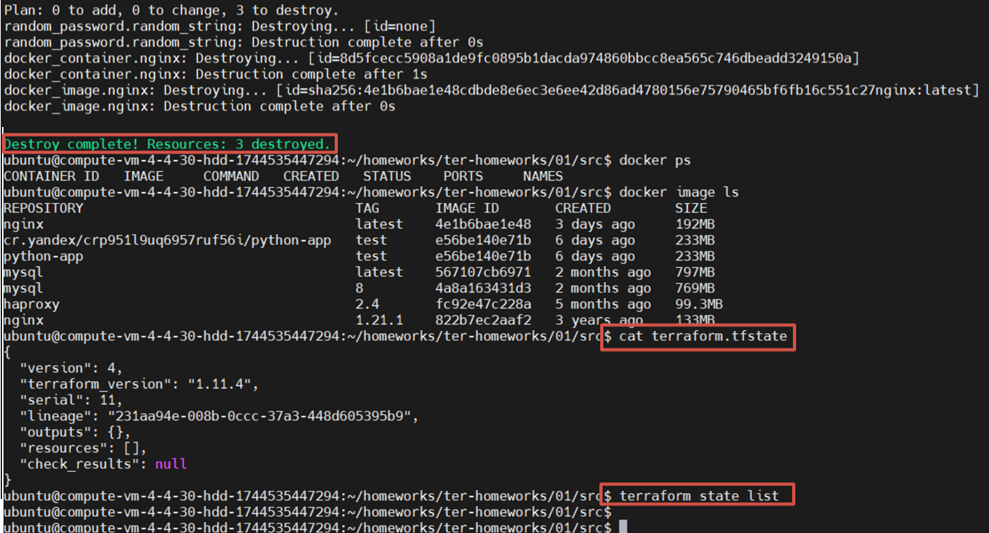 Plan: 0 to add, 0 to change, 3 to destroy.
random_password.random_string: Destroying... [id=none]
random_password.random_string: Destruction complete after 0s
docker_container.nginx: Destroying... [id=8d5fcecc5908a1de9fc0895b1dacda974860bbcc8ea565c746dbeadd3249150a]
docker_container.nginx: Destruction complete after 1s
docker_image.nginx: Destroying... [id=sha256:4e1b6bae1e48cdbde8e6ec3e6ee42d86ad4780156e75790465bf6fb16c551c27nginx:latest]
docker_image.nginx: Destruction complete after 0s
Destroy complete! Resources: 3 destroyed.
ubuntu@compute-vm-4-4-30-hdd-1744535447294:~/homeworks/ter-homeworks/01/src$ docker ps
CONTAINER ID   IMAGE     COMMAND   CREATED   STATUS    PORTS     NAMES
ubuntu@compute-vm-4-4-30-hdd-1744535447294:~/homeworks/ter-homeworks/01/src$ docker image ls
REPOSITORY                                TAG       IMAGE ID       CREATED        SIZE
nginx                                     latest    4e1b6bae1e48   3 days ago     192MB
cr.yandex/crp951l9uq6957ruf56i/python-app   test      e56be140e71b   6 days ago     233MB
python-app                                test      e56be140e71b   6 days ago     233MB
mysql                                     latest    567107cb6971   2 months ago   797MB
mysql                                     8         4a8a163431d3   2 months ago   769MB
haproxy                                   2.4       fc92e47c228a   5 months ago   99.3MB
nginx                                     1.21.1    822b7ec2aaf2   3 years ago    133MB
ubuntu@compute-vm-4-4-30-hdd-1744535447294:~/homeworks/ter-homeworks/01/src$ cat terraform.tfstate
{
  "version": 4,
  "terraform_version": "1.11.4",
  "serial": 11,
  "lineage": "231aa94e-008b-0ccc-37a3-448d605395b9",
  "outputs": {},
  "resources": [],
  "check_results": null
}
ubuntu@compute-vm-4-4-30-hdd-1744535447294:~/homeworks/ter-homeworks/01/src$ terraform state list
ubuntu@compute-vm-4-4-30-hdd-1744535447294:~/homeworks/ter-homeworks/01/src$
ubuntu@compute-vm-4-4-30-hdd-1744535447294:~/homeworks/ter-homeworks/01/src$